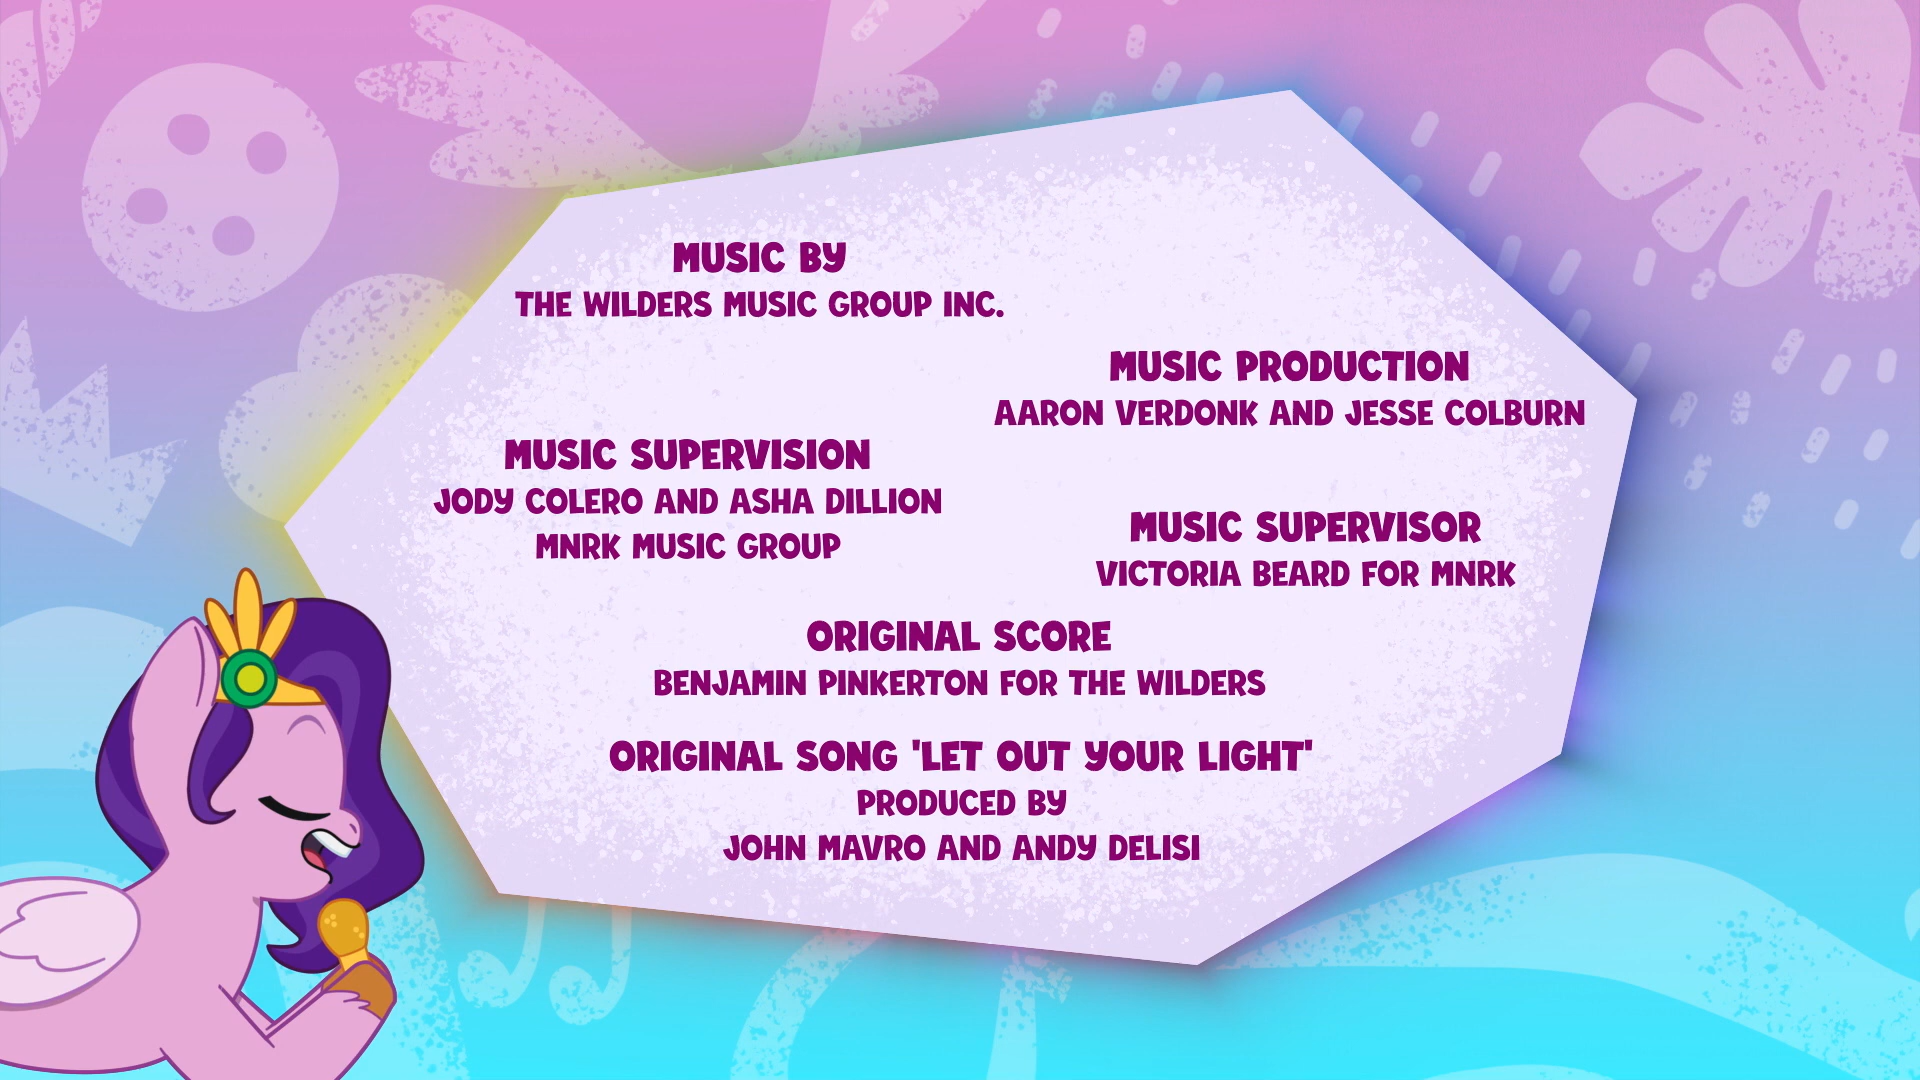 MUSIC BY
THE WILDERS MUSIC GROUP INC.
MUSIC PRODUCTION
AARON VERDONK AND JESSE COLBURN
MUSIC SUPERVISION
JODY COLERO AND ASHA DILLION
MNRK MUSIC GROUP
MUSIC SUPERVISOR
VICTORIA BEARD FOR MNRK
ORIGINAL SCORE
BENJAMIN PINKERTON FOR THE WILDERS
ORIGINAL SONG 'LET OUT YOUR LIGHT'
PRODUCED BY
JOHN MAVRO AND ANDY DELISI